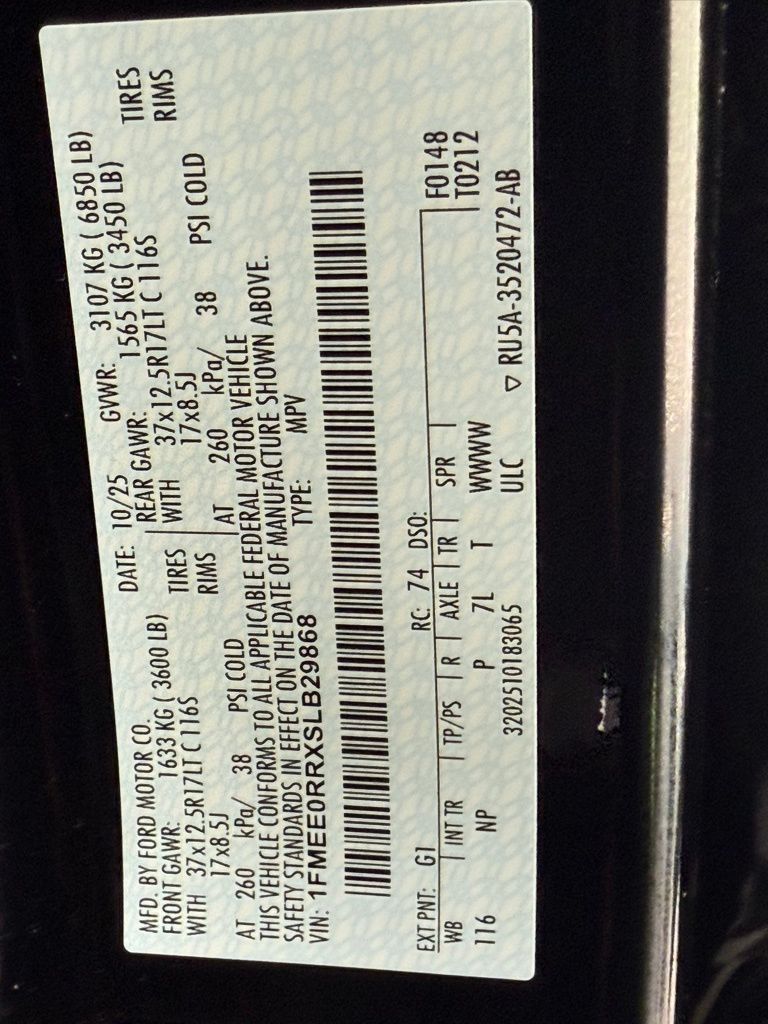 MFD. BY FORD MOTOR CO.
DATE: 10/25 GVWR: 3107 KG ( 6850 LB)
FRONT GAWR: 1633 KG ( 3600 LB) REAR GAWR: 1565 KG ( 3450 LB)
WITH 37x12.5R17LT C 116S TIRES WITH 37x12.5R17LT C 116S TIRES
17x8.5J RIMS 17x8.5J RIMS
AT 260 kPa/ 38 PSI COLD AT 260 kPa/ 38 PSI COLD
THIS VEHICLE CONFORMS TO ALL APPLICABLE FEDERAL MOTOR VEHICLE
SAFETY STANDARDS IN EFFECT ON THE DATE OF MANUFACTURE SHOWN ABOVE.
VIN: 1FMEE0RRXSLB29868 TYPE: MPV
EXT PNT: G1 RC: 74 DSO: F0148
WB INT TR TP/PS R AXLE TR SPR T0212
116 NP P 7L T WWWW
ULC
3202510183065 ▽ RU5A-3520472-AB